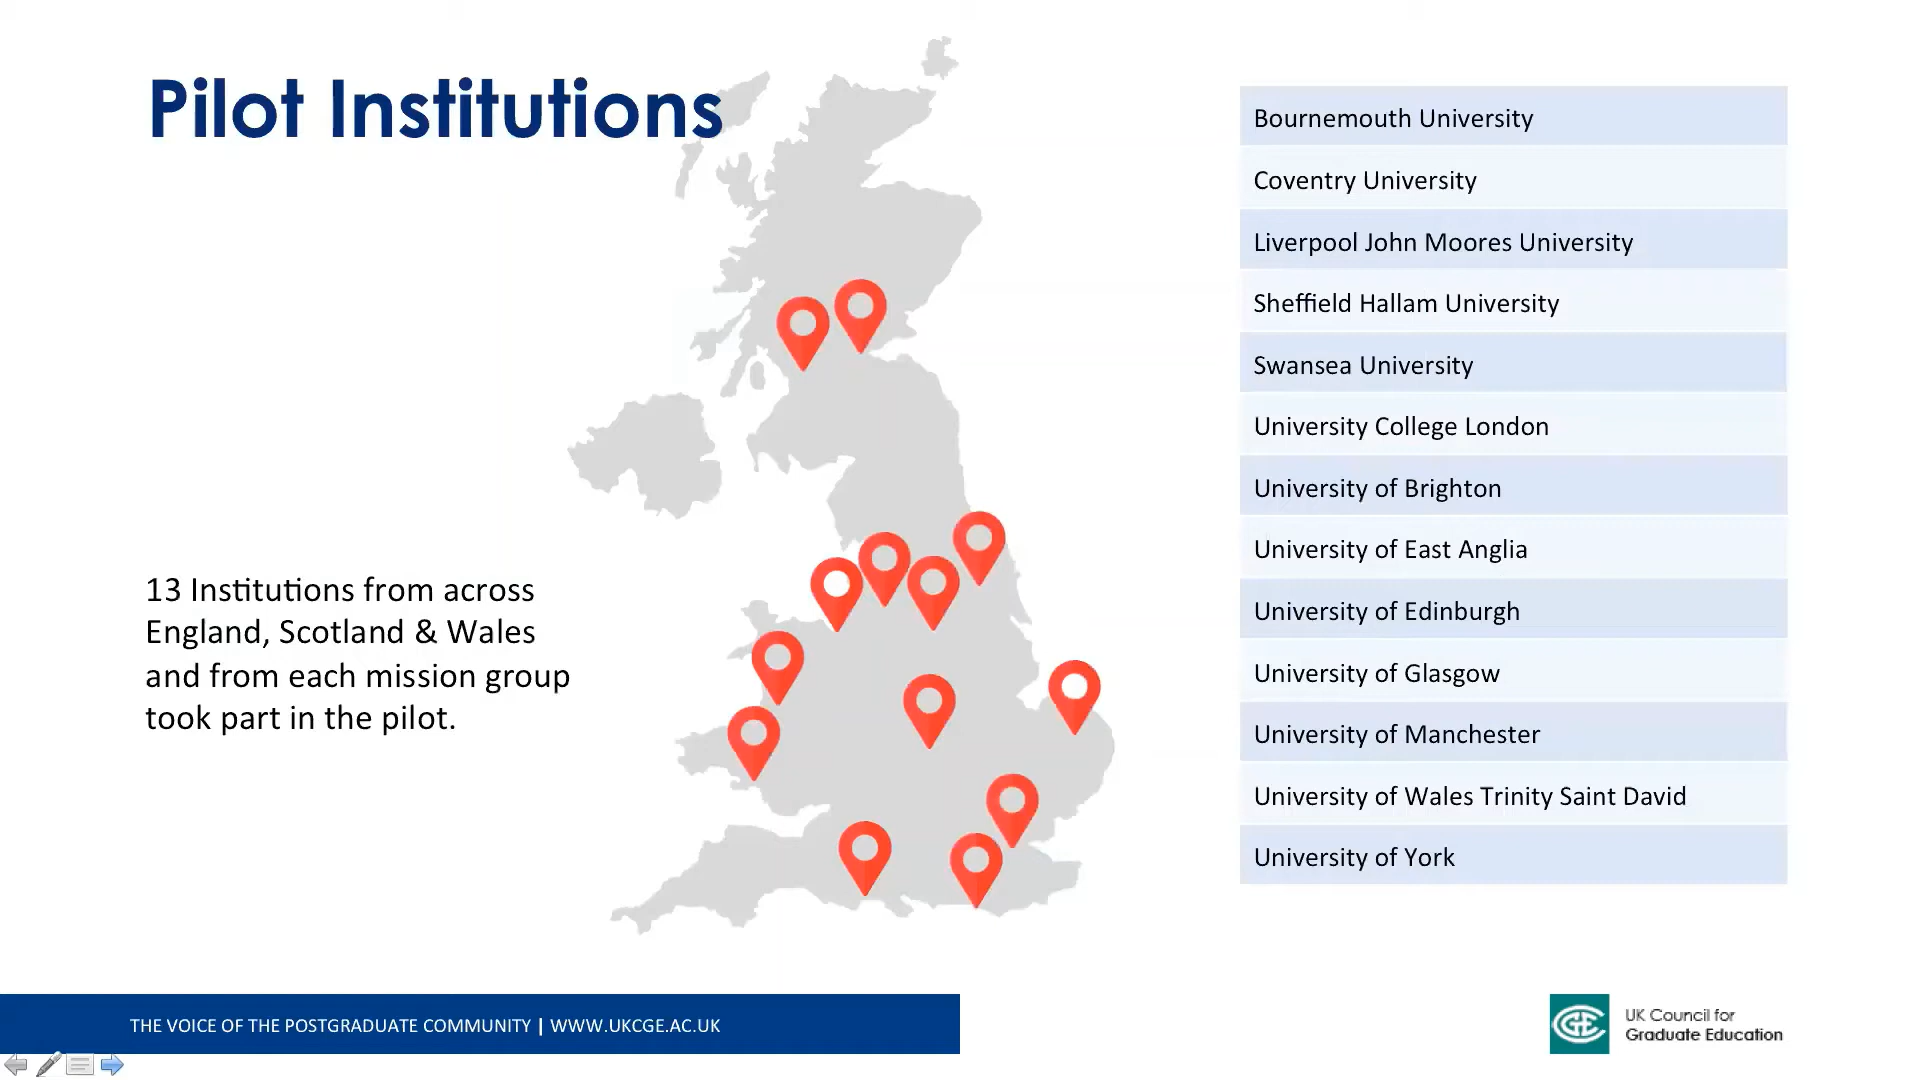 Pilot Institutions
13 Institutions from across
England, Scotland & Wales
and from each mission group
took part in the pilot.
Bournemouth University
Coventry University
Liverpool John Moores University
Sheffield Hallam University
Swansea University
University College London
University of Brighton
University of East Anglia
University of Edinburgh
University of Glasgow
University of Manchester
University of Wales Trinity Saint David
University of York
THE VOICE OF THE POSTGRADUATE COMMUNITY | WWW.UKCGE.AC.UK
CGE
UK Council for
Graduate Education